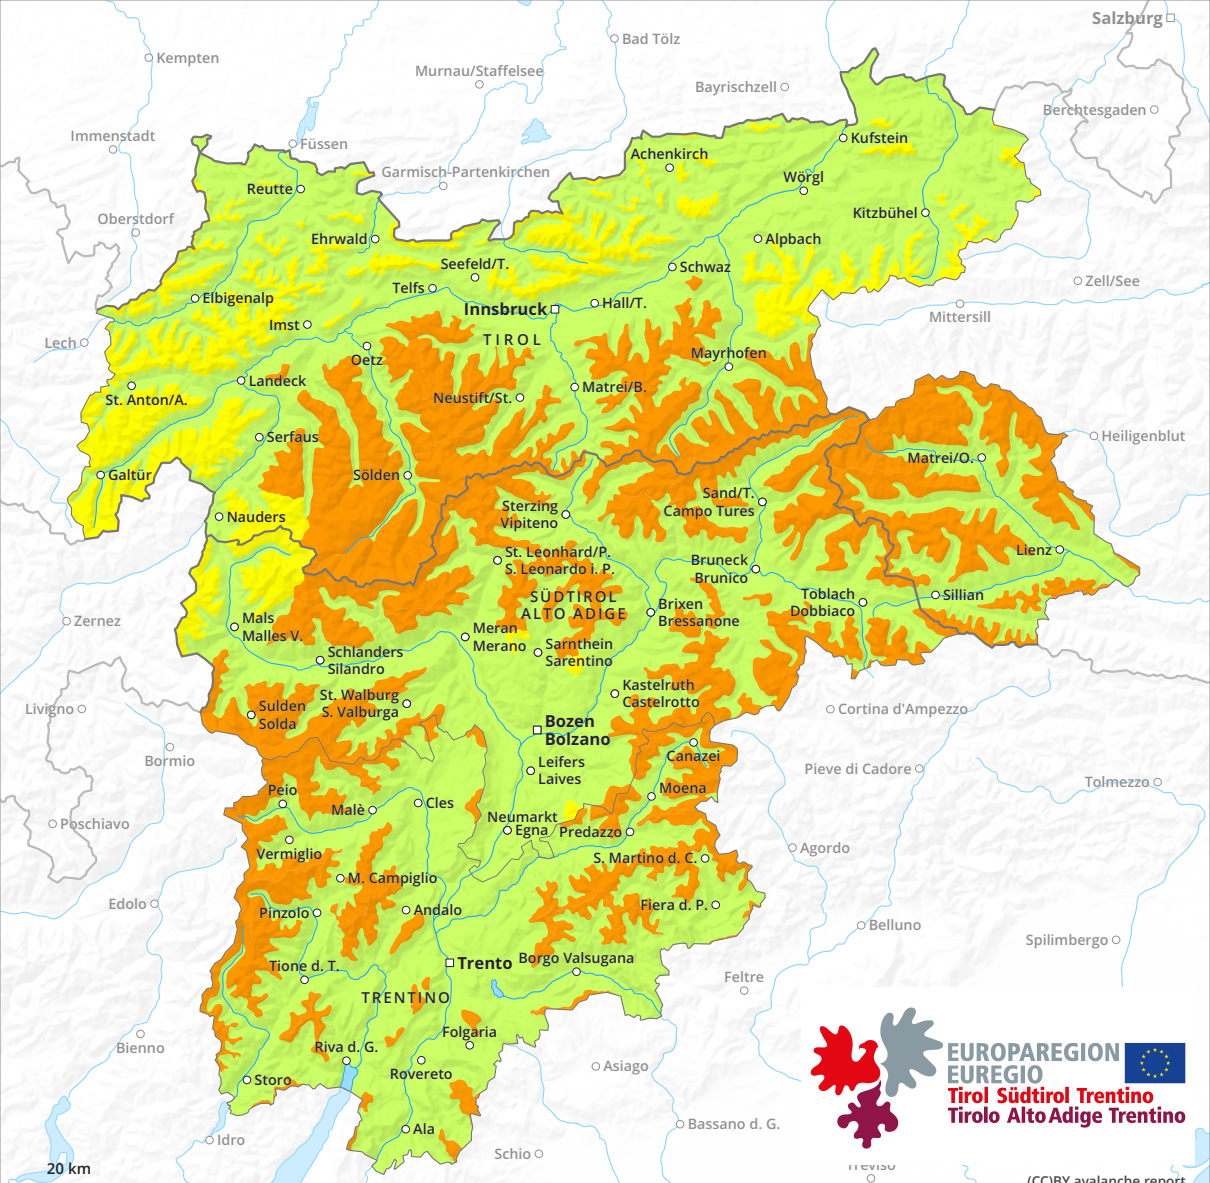 Salzburg
Bad Tölz
Kempten
Murnau/Staffelsee
Bayrischzell
Berchtesgaden
Immenstadt
Füssen
Kufstein
Achenkirch
Garmisch-Partenkirchen
Wörgl
Reutte
Oberstdorf
Kitzbühel
Ehrwald
Alpbach
Seefeld/T.
Schwaz
Zell/See
Telfs
Elbigenalp
Hall/T.
Innsbruck
Mittersill
Imst
TIROL
Lech
Oetz
Mayrhofen
Landeck
Matrei/B.
St. Anton/A.
Neustift/St.
Serfaus
Heiligenblut
Matrei/O.
Galtür
Sölden
Sand/T.
Campo Tures
Sterzing
Vipiteno
Nauders
Lienz
St. Leonhard/P.
S. Leonardo i. P.
Bruneck
Brunico
SÜDTIROL
ALTO ADIGE
Toblach
Dobbiaco
Sillian
Brixen
Bressanone
Zernez
Mals
Malles V.
Meran
Merano
Sarnthein
Sarentino
Schlanders
Silandro
Kastelruth
Castelrotto
St. Walburg
S. Valburga
Sulden
Solda
Livigno
Cortina d'Ampezzo
Bozen
Bolzano
Bormio
Canazei
Leifers
Laives
Pieve di Cadore
Tolmezzo
Peio
Moena
Malè
Cles
Neumarkt
Egna
Predazzo
Poschiavo
Vermiglio
Agordo
S. Martino d. C.
M. Campiglio
Edolo
Pinzolo
Andalo
Fiera d. P.
Belluno
Spilimbergo
Trento
Borgo Valsugana
Tione d. T.
Feltre
TRENTINO
Folgaria
Bienno
Riva d. G.
Rovereto
Asiago
Storo
EUROPAREGION
EUREGIO
Tirol Südtirol Trentino
Tirolo Alto Adige Trentino
Ala
Bassano d. G.
Idro
Schio
20 km
Treviso
(CC)BY avalanche.report